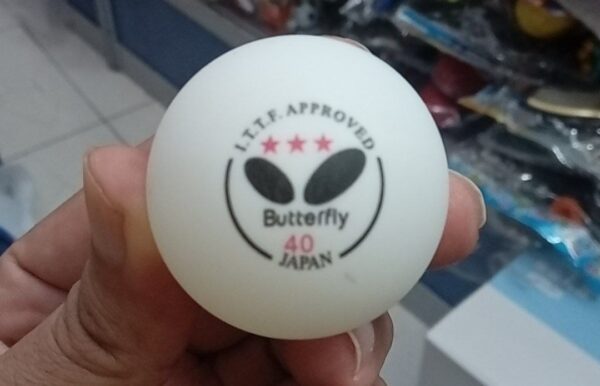 I.T.T.F. APPROVED
Butterfly
40
JAPAN